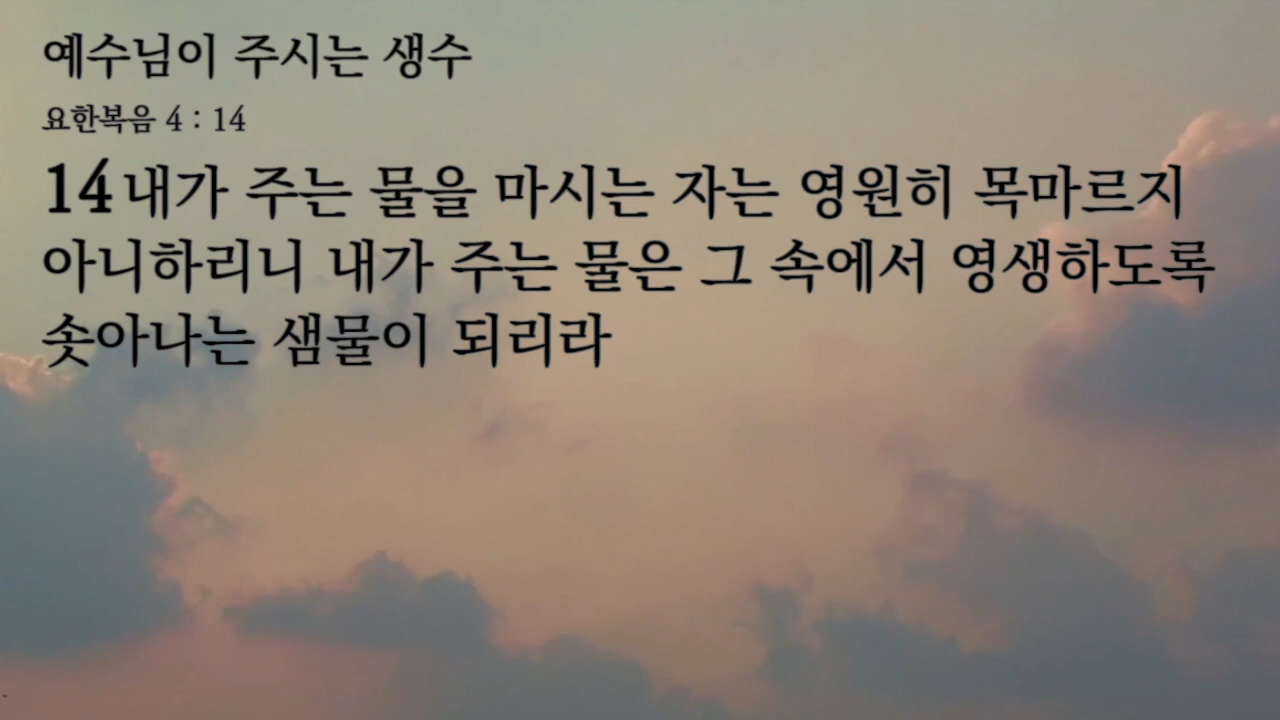 예수님이 주시는 생수
요한복음 4 : 14
14 내가 주는 물을 마시는 자는 영원히 목마르지
아니하리니 내가 주는 물은 그 속에서 영생하도록
솟아나는 샘물이 되리라